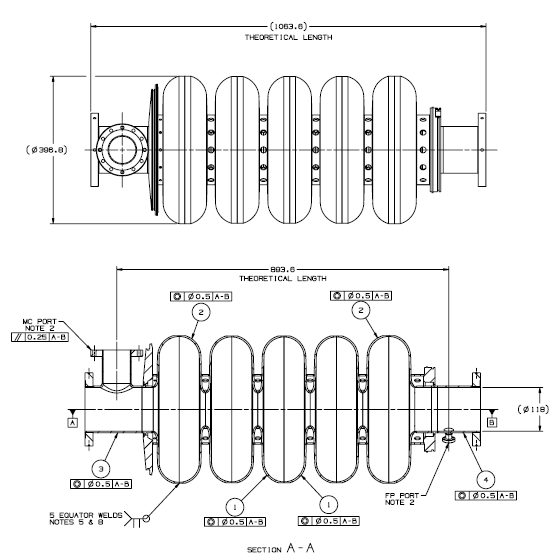 (1063.6)
THEORETICAL LENGTH
(Ø398.8)
893.6
THEORETICAL LENGTH
◎ Ø0.5 A-B
◎ Ø0.5 A-B
2
2
MC PORT
NOTE 2
// 0.25 A-B
A
B
(Ø118)
3
◎ Ø0.5 A-B
4
◎ Ø0.5 A-B
1
◎ Ø0.5 A-B
1
◎ Ø0.5 A-B
FP PORT
NOTE 2
5 EQUATOR WELDS
NOTES 5 & 8
SECTION A-A